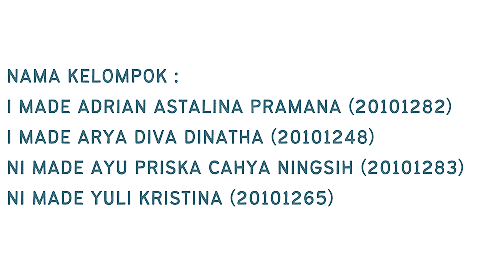 NAMA KELOMPOK :
I MADE ADRIAN ASTALINA PRAMANA (20101282)
I MADE ARYA DIVA DINATHA (20101248)
NI MADE AYU PRISKA CAHYA NINGSIH (20101283)
NI MADE YULI KRISTINA (20101265)